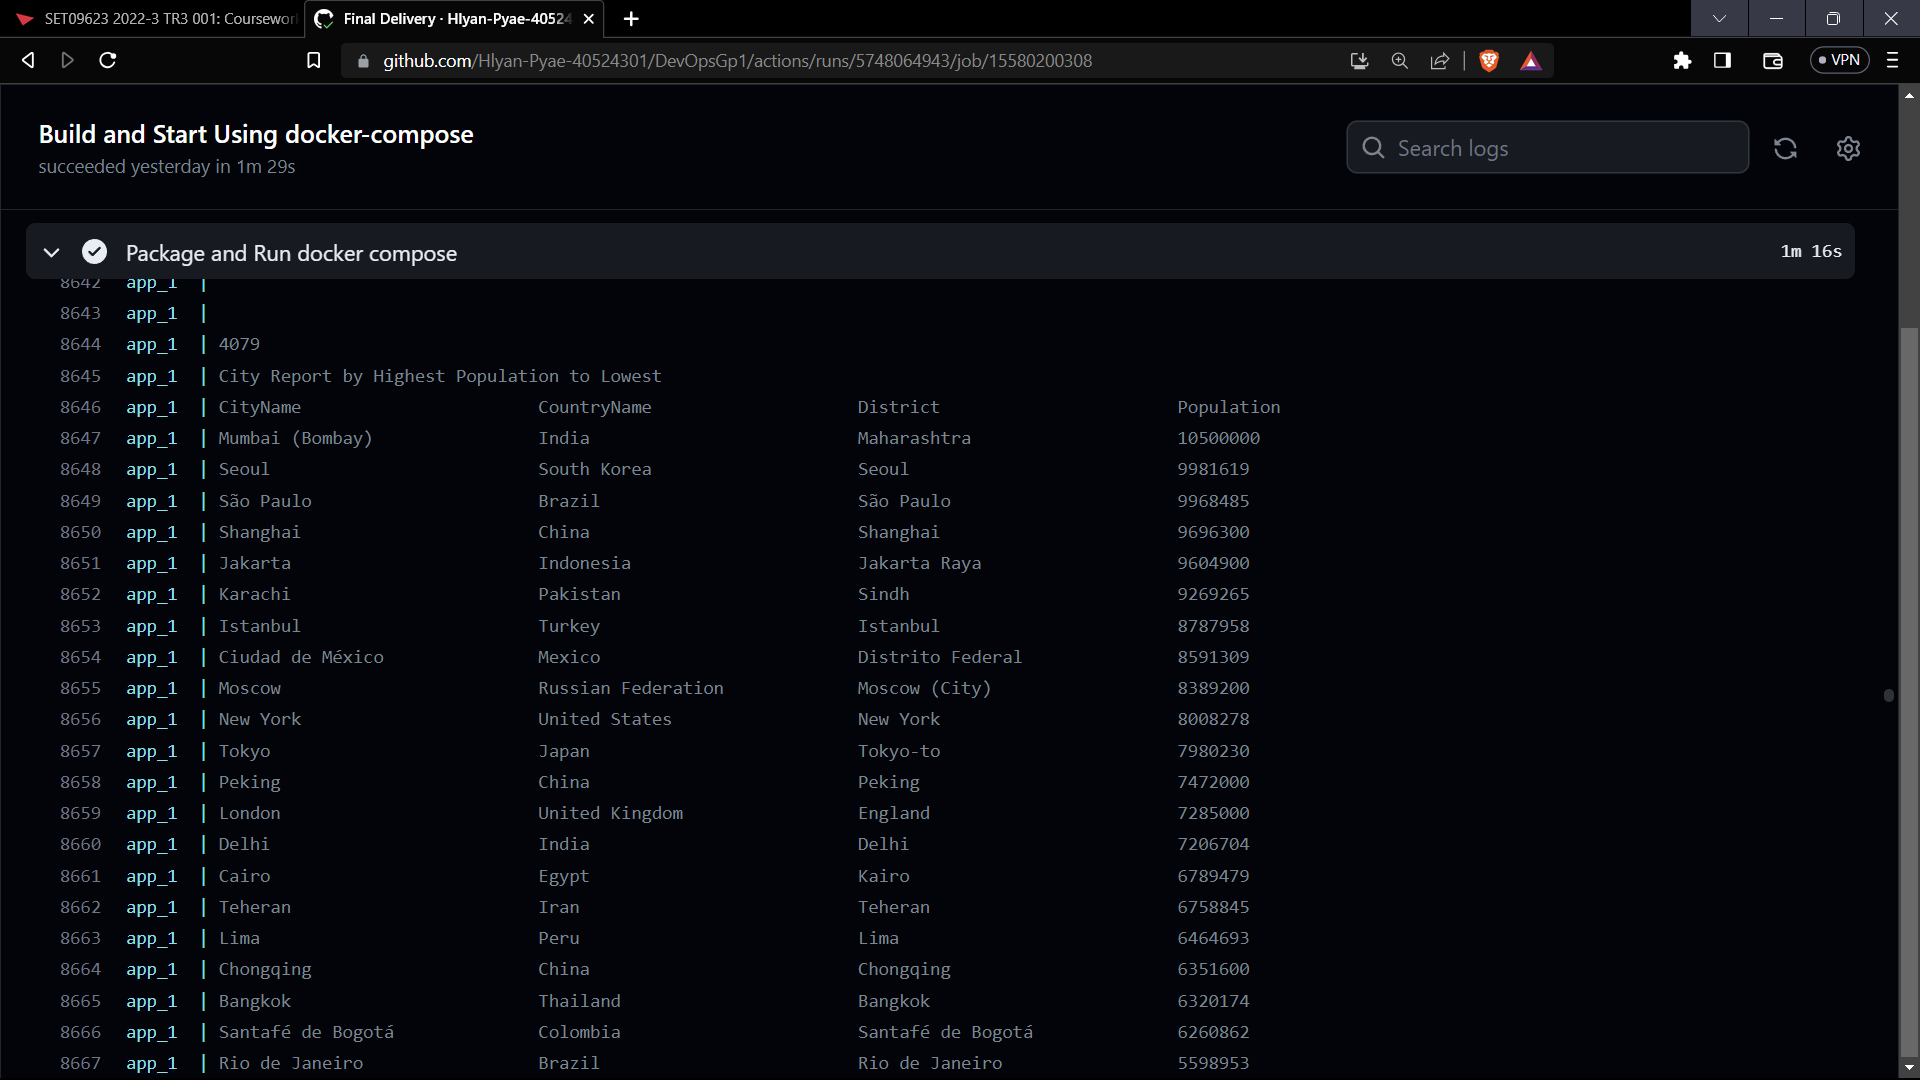 SET09623 2022-3 TR3 001: Coursewor
Final Delivery · Hlyan-Pyae-40524
github.com/Hlyan-Pyae-40524301/DevOpsGp1/actions/runs/5748064943/job/15580200308
VPN
Build and Start Using docker-compose
succeeded yesterday in 1m 29s
Search logs
Package and Run docker compose 1m 16s
8642 app_1 |
8643 app_1 |
8644 app_1 | 4079
8645 app_1 | City Report by Highest Population to Lowest
8646 app_1 | CityName CountryName District Population
8647 app_1 | Mumbai (Bombay) India Maharashtra 10500000
8648 app_1 | Seoul South Korea Seoul 9981619
8649 app_1 | São Paulo Brazil São Paulo 9968485
8650 app_1 | Shanghai China Shanghai 9696300
8651 app_1 | Jakarta Indonesia Jakarta Raya 9604900
8652 app_1 | Karachi Pakistan Sindh 9269265
8653 app_1 | Istanbul Turkey Istanbul 8787958
8654 app_1 | Ciudad de México Mexico Distrito Federal 8591309
8655 app_1 | Moscow Russian Federation Moscow (City) 8389200
8656 app_1 | New York United States New York 8008278
8657 app_1 | Tokyo Japan Tokyo-to 7980230
8658 app_1 | Peking China Peking 7472000
8659 app_1 | London United Kingdom England 7285000
8660 app_1 | Delhi India Delhi 7206704
8661 app_1 | Cairo Egypt Kairo 6789479
8662 app_1 | Teheran Iran Teheran 6758845
8663 app_1 | Lima Peru Lima 6464693
8664 app_1 | Chongqing China Chongqing 6351600
8665 app_1 | Bangkok Thailand Bangkok 6320174
8666 app_1 | Santafé de Bogotá Colombia Santafé de Bogotá 6260862
8667 app_1 | Rio de Janeiro Brazil Rio de Janeiro 5598953